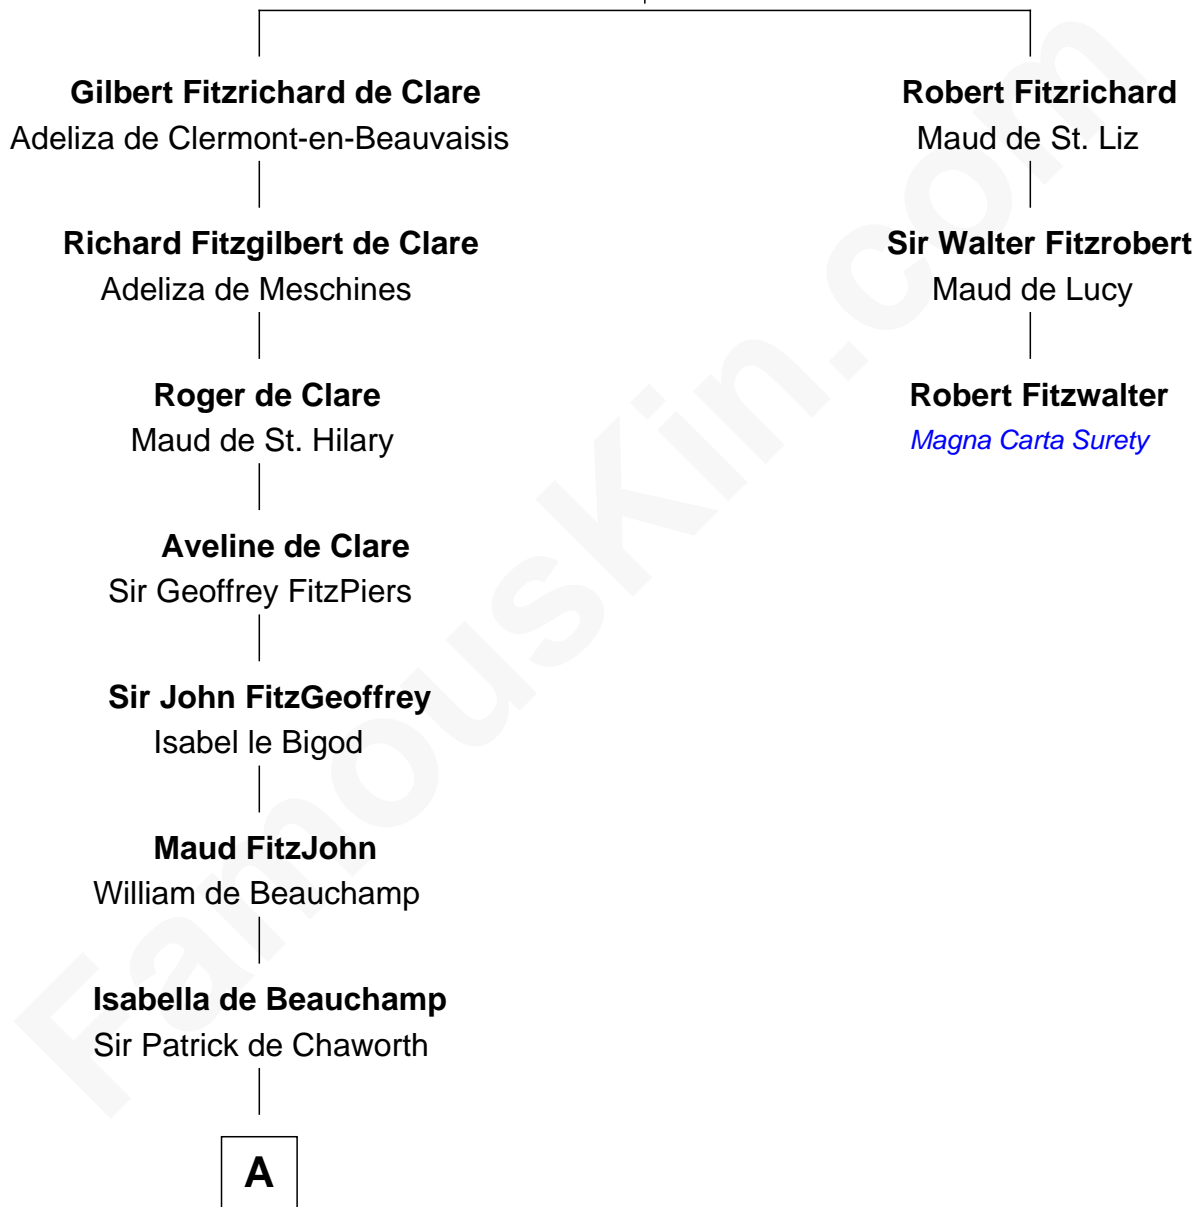 Gilbert Fitzrichard de Clare
Adeliza de Clermont-en-Beauvaisis
Robert Fitzrichard
Maud de St. Liz
Richard Fitzgilbert de Clare
Adeliza de Meschines
Sir Walter Fitzrobert
Maud de Lucy
Roger de Clare
Maud de St. Hilary
Robert Fitzwalter
Magna Carta Surety
Aveline de Clare
Sir Geoffrey FitzPiers
Sir John FitzGeoffrey
Isabel le Bigod
Maud FitzJohn
William de Beauchamp
Isabella de Beauchamp
Sir Patrick de Chaworth
A
FamousKin.com